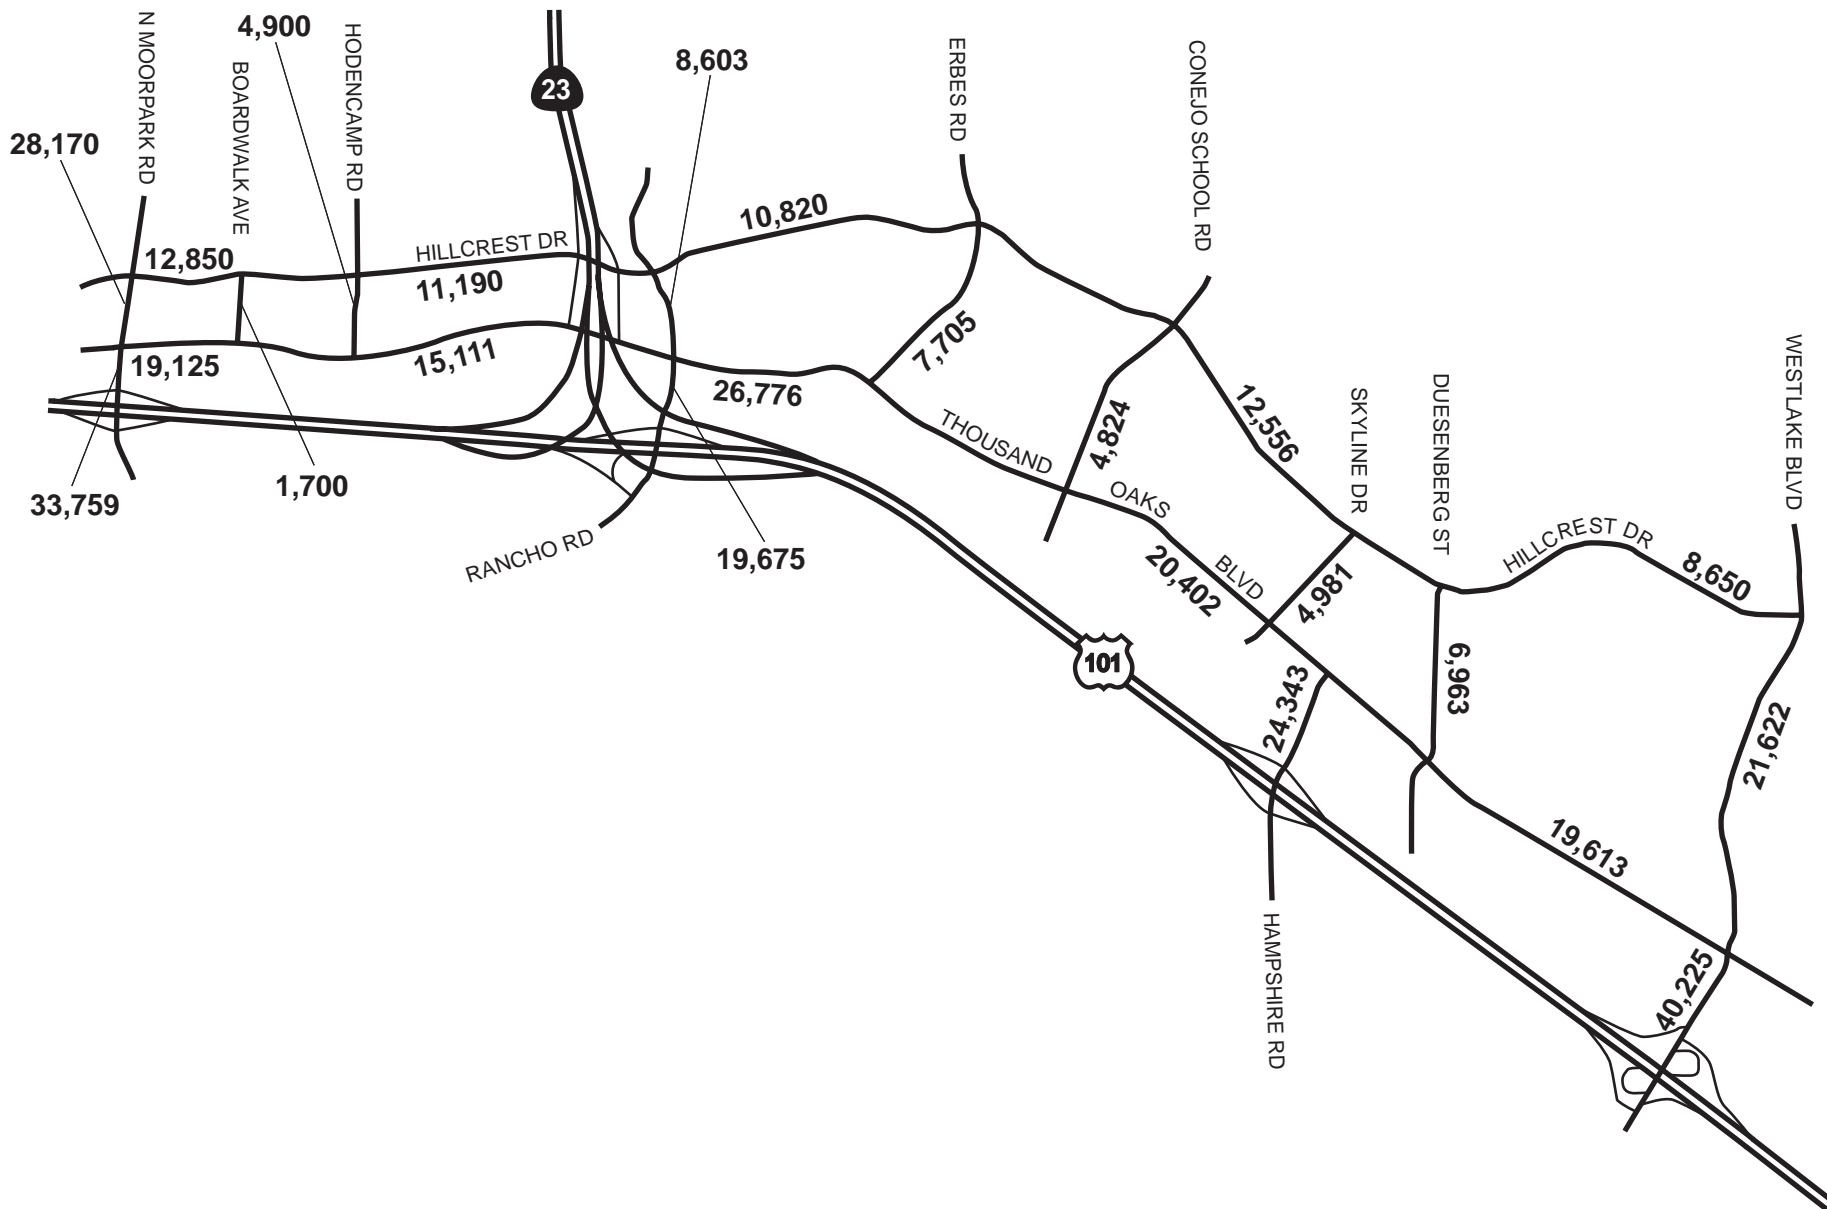 N MOORPARK RD
4,900
BOARDWALK AVE
HODENCAMP RD
23
8,603
ERBES RD
CONEJO SCHOOL RD
28,170
12,850
HILLCREST DR
11,190
10,820
19,125
15,111
26,776
7,705
THOUSAND
OAKS
BLVD
4,824
12,556
SKYLINE DR
DUESENBERG ST
WESTLAKE BLVD
33,759
1,700
RANCHO RD
19,675
20,402
4,981
HILLCREST DR
8,650
101
24,343
6,963
21,622
19,613
HAMPSHIRE RD
40,225